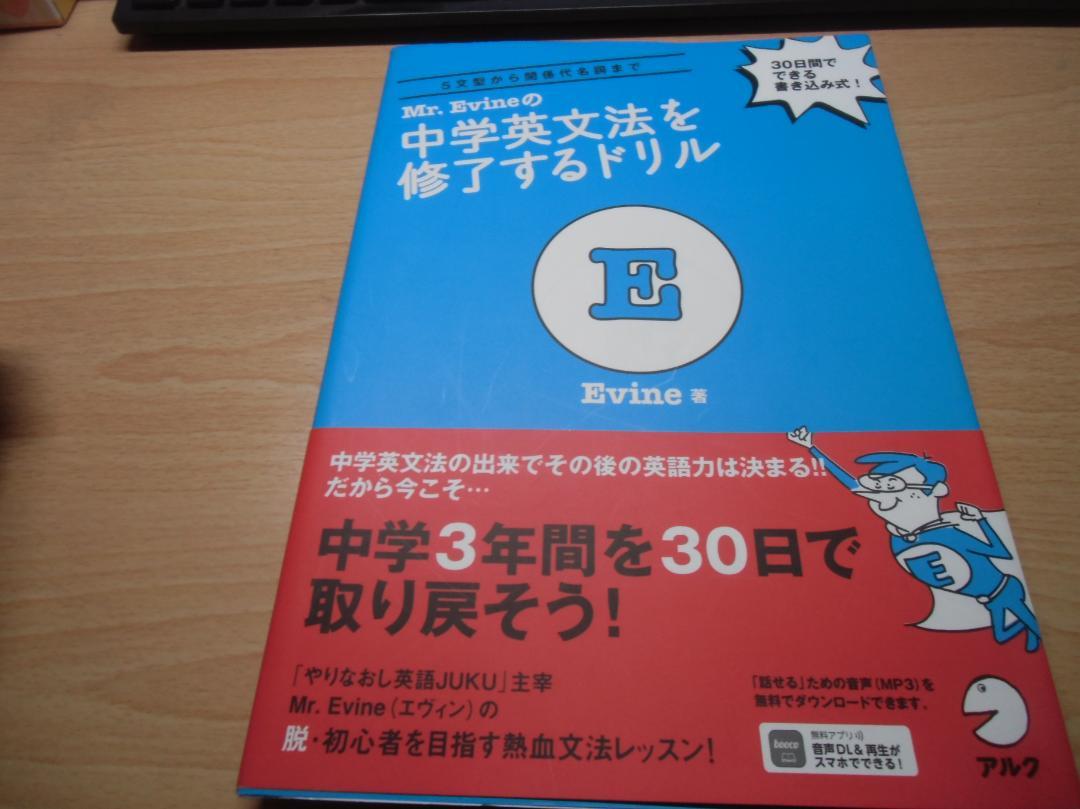 5文型から関係代名詞まで
30日間で
できる
書き込み式！
Mr. Evineの
中学英文法を
修了するドリル
E
Evine 著
中学英文法の出来でその後の英語力は決まる!!
だから今こそ…
中学3年間を30日で
取り戻そう！
E
「やりなおし英語JUKU」主宰
Mr. Evine（エヴィン）の
脱・初心者を目指す熱血文法レッスン！
「話せる」ための音声（MP3）を
無料でダウンロードできます。
booco
無料アプリ
音声DL&再生が
スマホでできる！
アルク